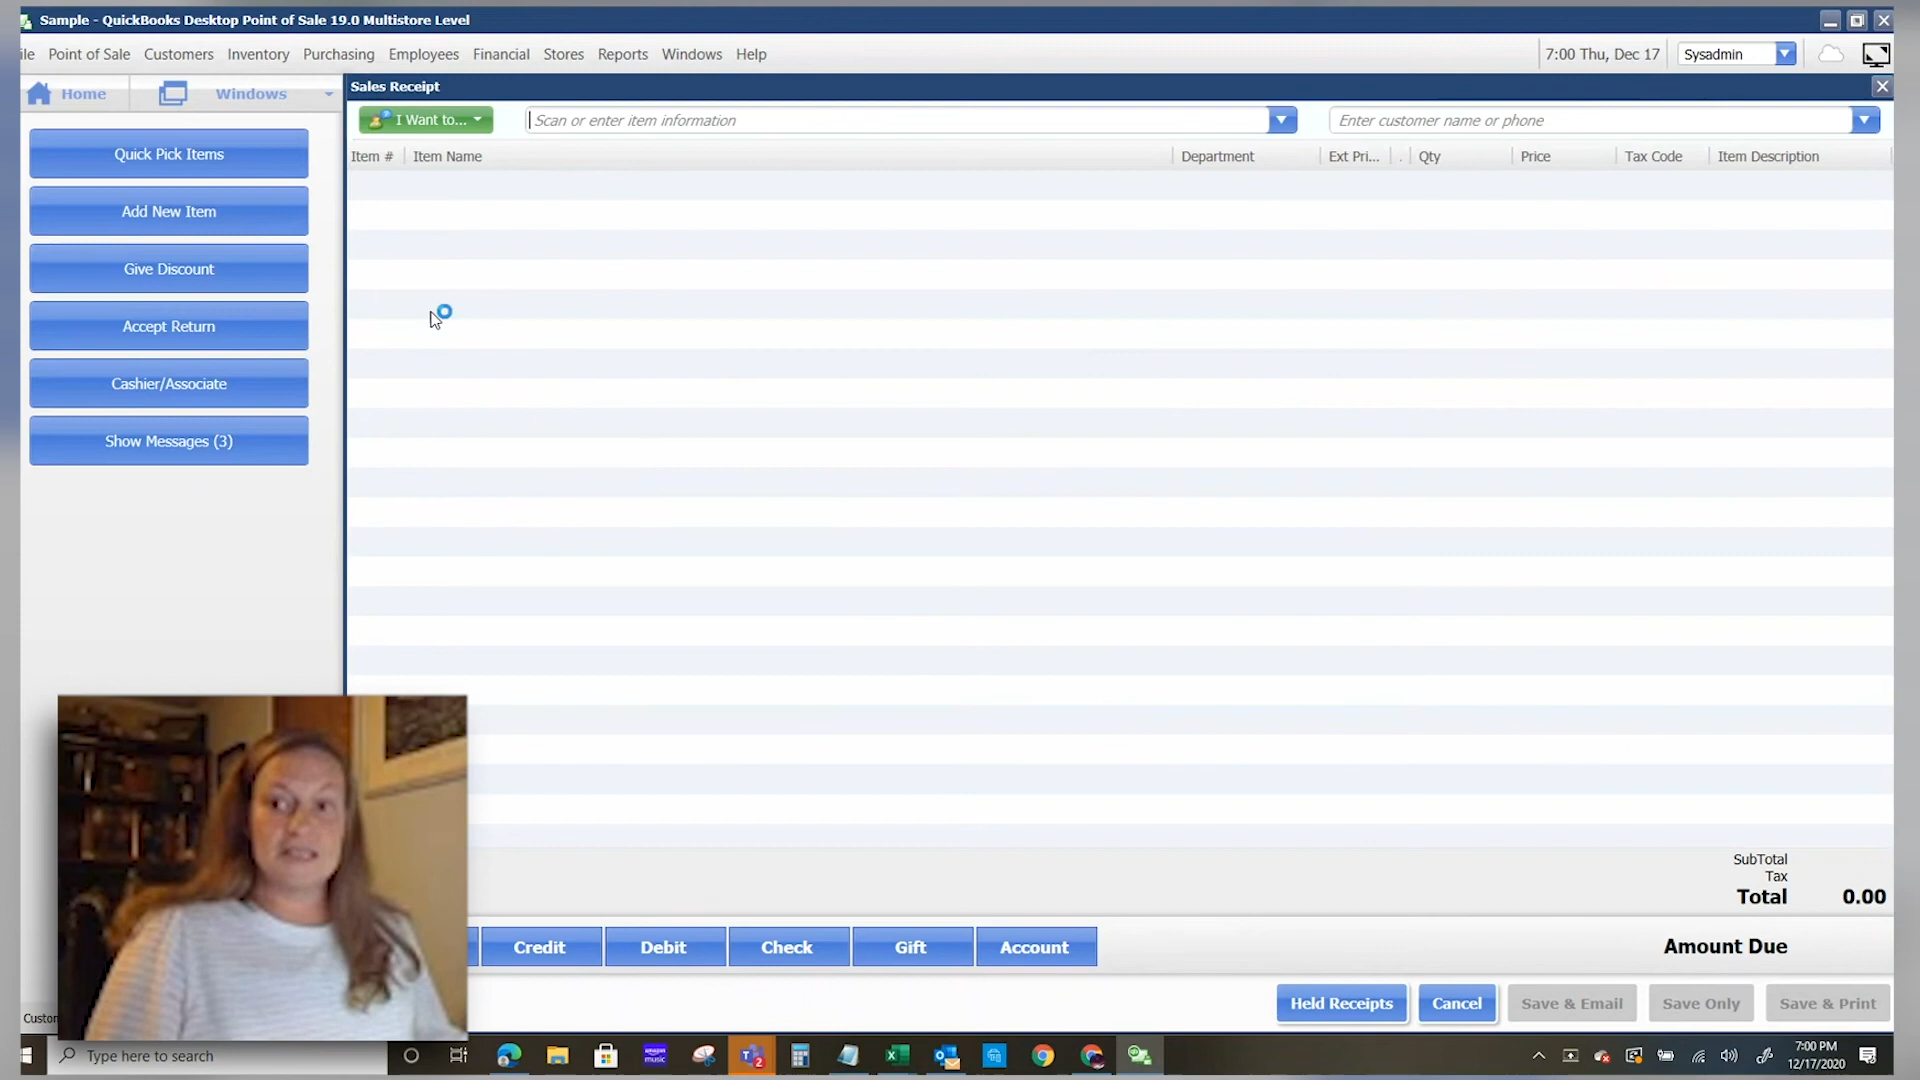 Sample - QuickBooks Desktop Point of Sale 19.0 Multistore Level
ile Point of Sale Customers Inventory Purchasing Employees Financial Stores Reports Windows Help
7:00 Thu, Dec 17 Sysadmin
Home Windows
Sales Receipt
I Want to...
Scan or enter item information
Enter customer name or phone
Item # Item Name Department Ext Pri... . Qty Price Tax Code Item Description
Quick Pick Items
Add New Item
Give Discount
Accept Return
Cashier/Associate
Show Messages (3)
SubTotal
Tax
Total 0.00
Credit Debit Check Gift Account
Amount Due
Held Receipts Cancel Save & Email Save Only Save & Print
Custor
Type here to search
7:00 PM
12/17/2020